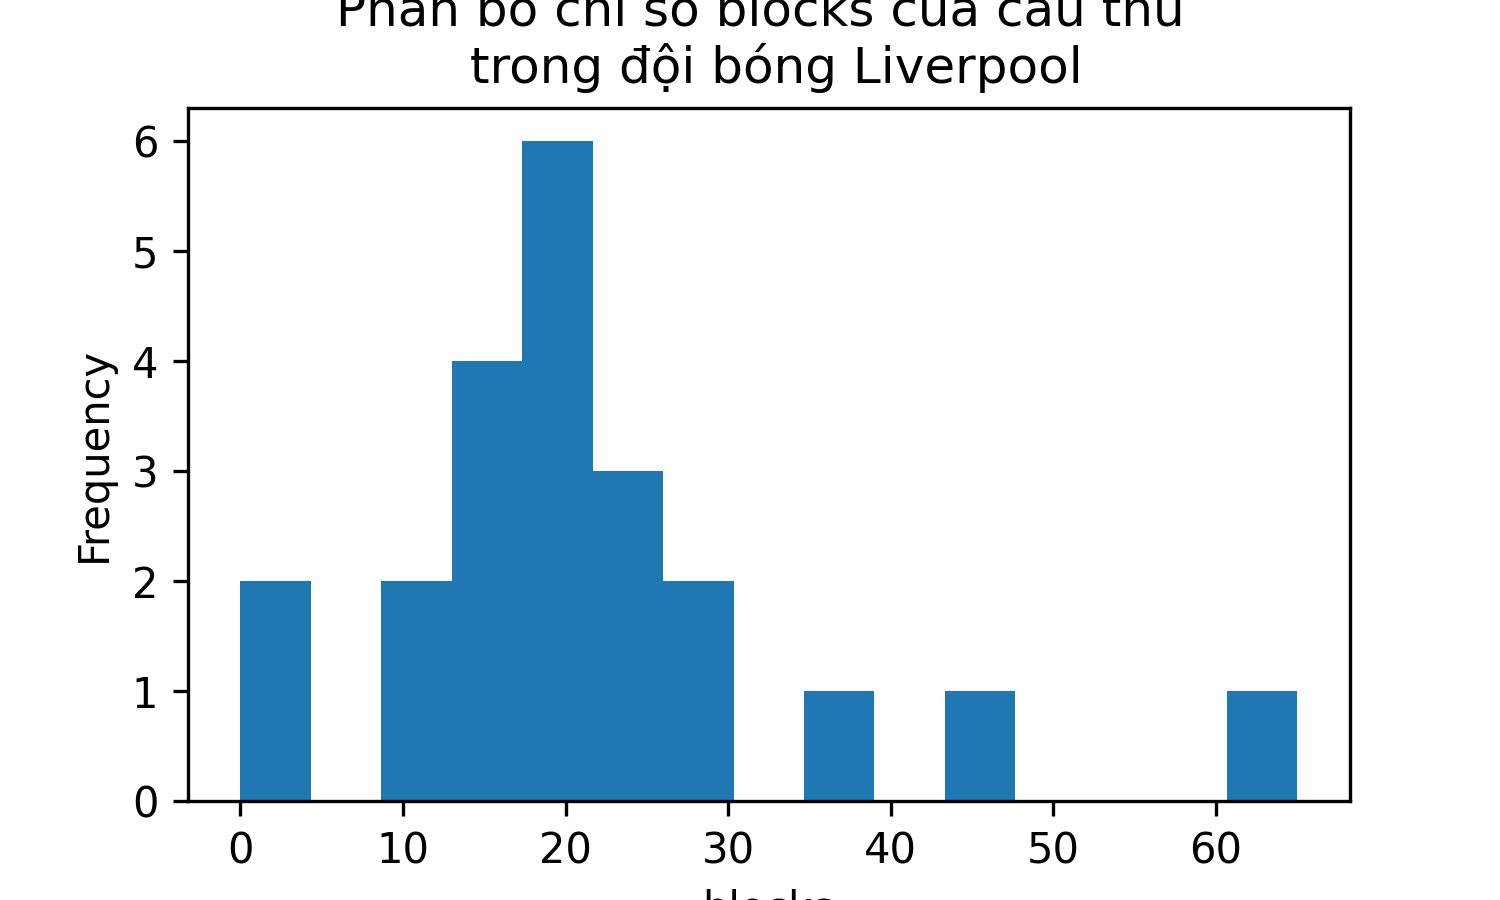 Phân bố chỉ số blocks của cầu thủ
trong đội bóng Liverpool
Frequency
6
5
4
3
2
1
0
0 10 20 30 40 50 60
blocks